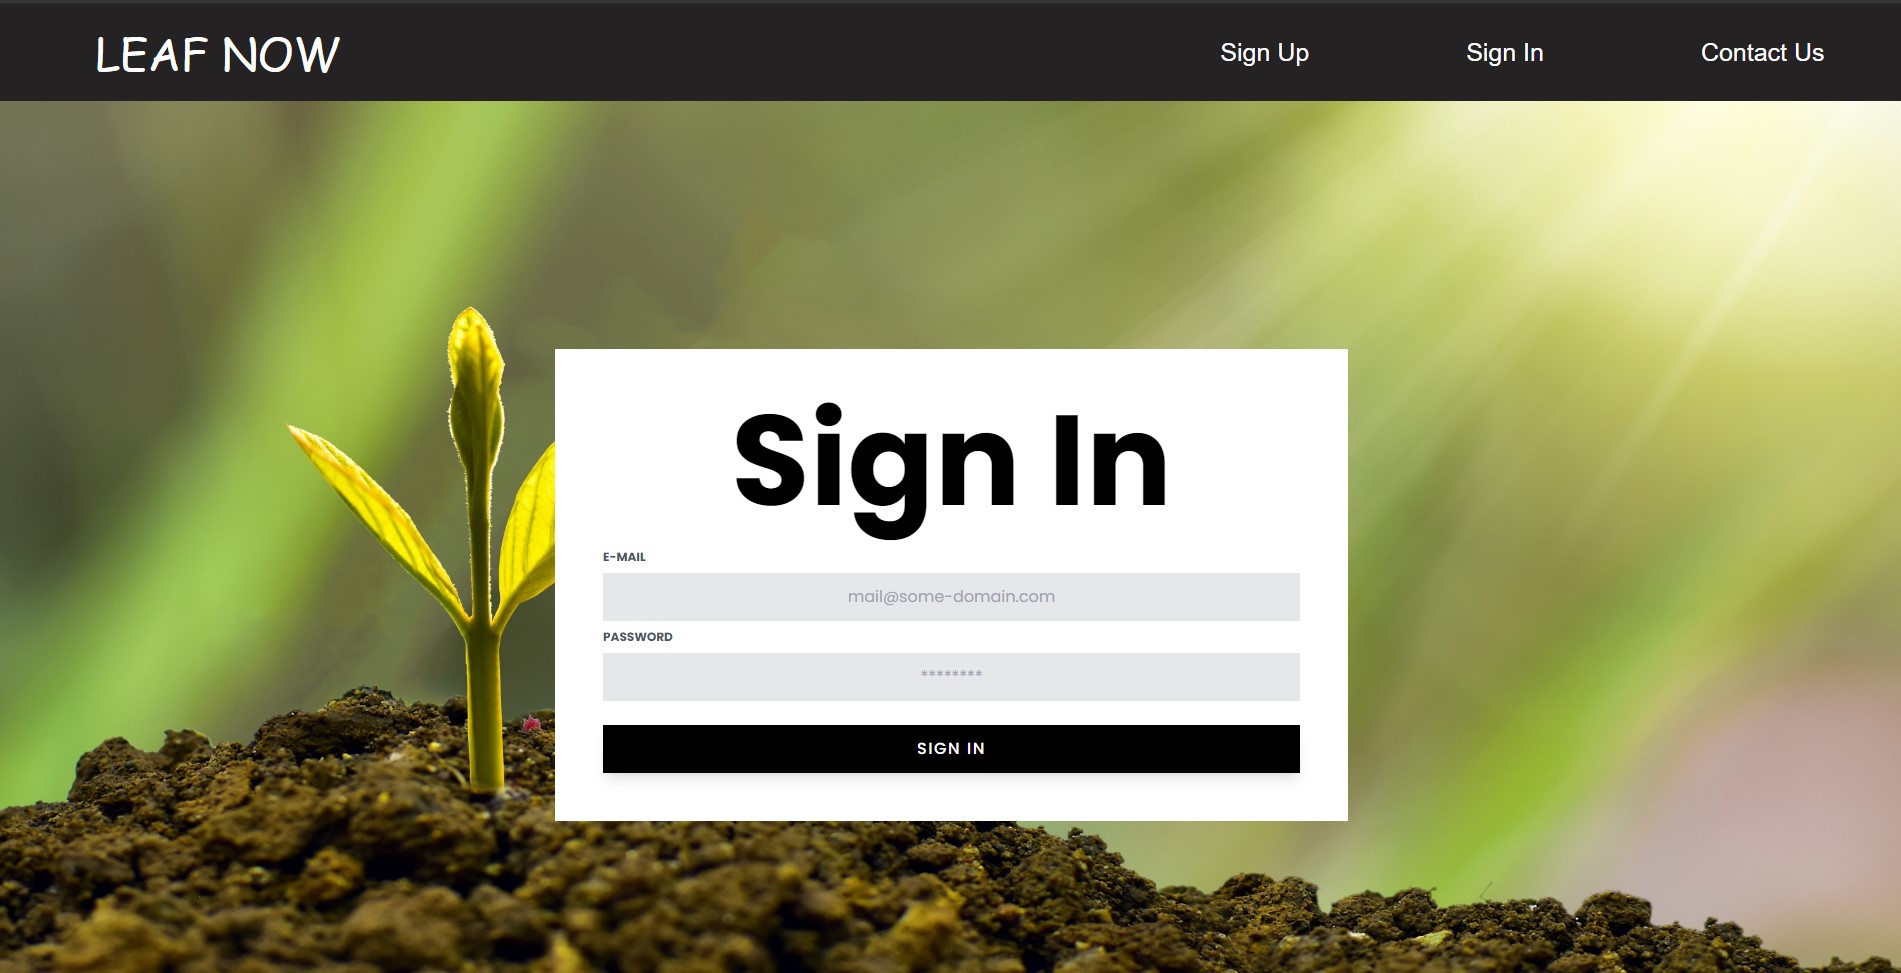 LEAF NOW
Sign Up
Sign In
Contact Us
Sign In
E-MAIL
mail@some-domain.com
PASSWORD
********
SIGN IN